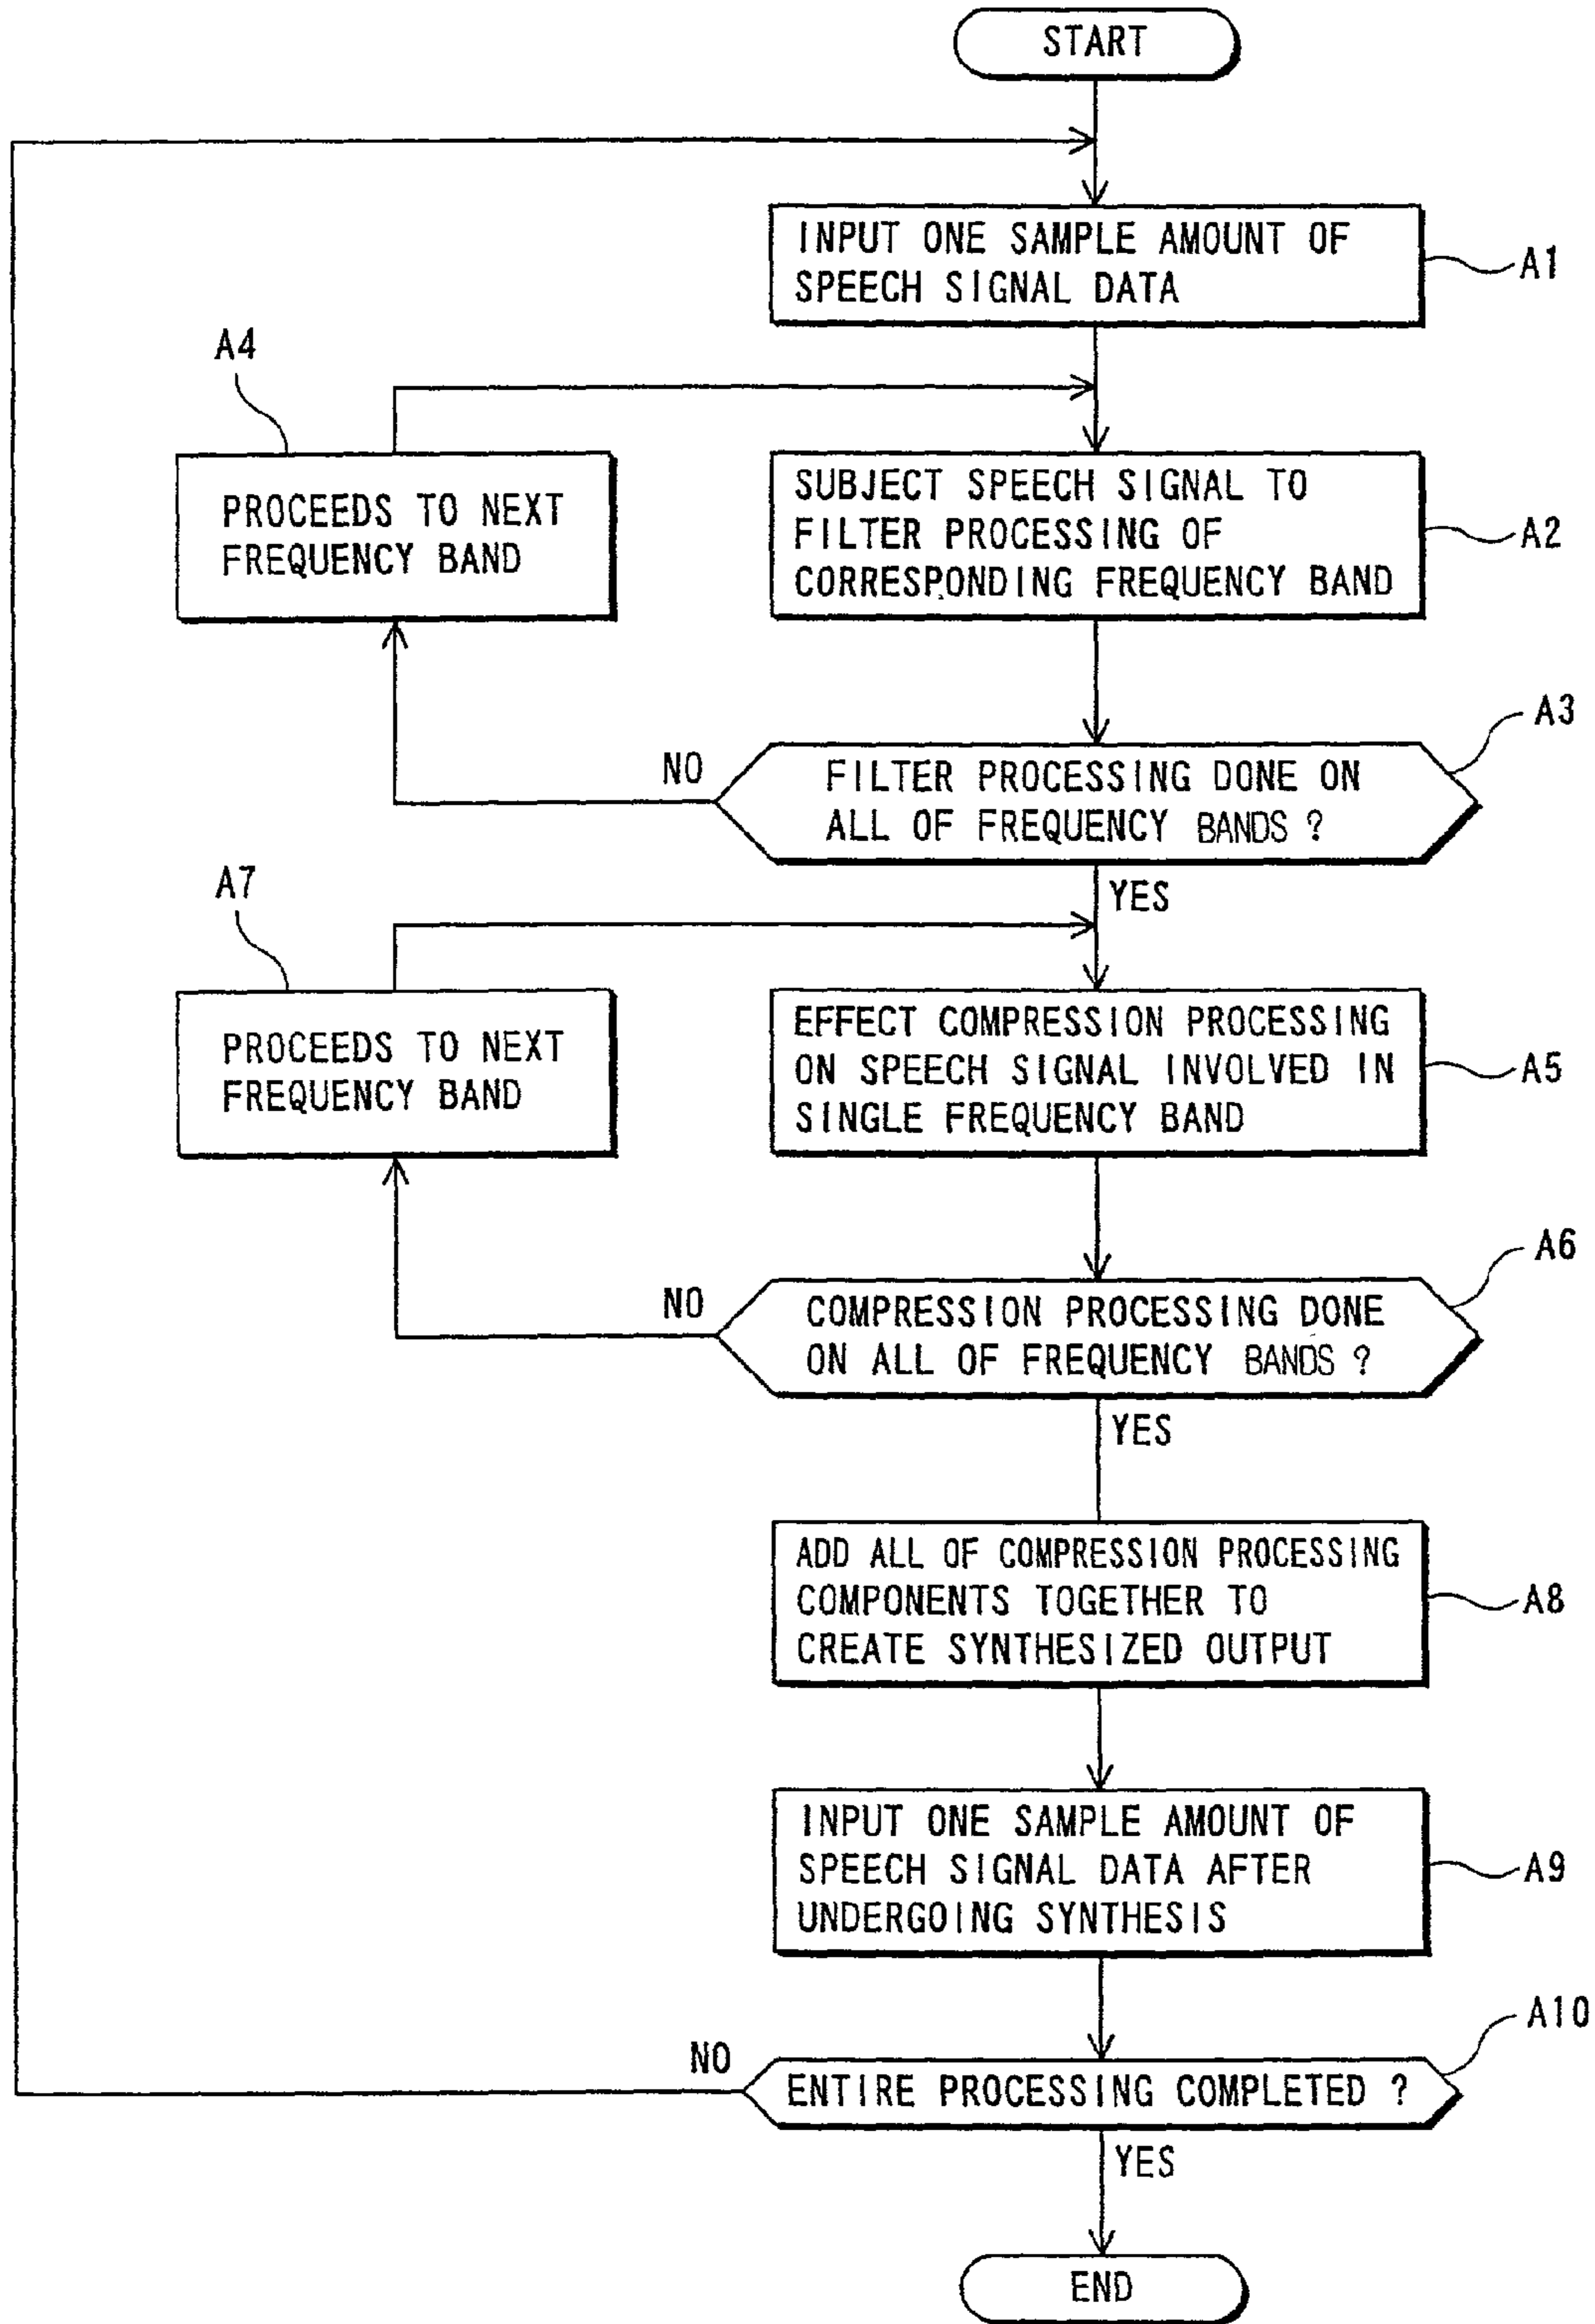 START
INPUT ONE SAMPLE AMOUNT OF
SPEECH SIGNAL DATA
A1
A4
PROCEEDS TO NEXT
FREQUENCY BAND
SUBJECT SPEECH SIGNAL TO
FILTER PROCESSING OF
CORRESPONDING FREQUENCY BAND
A2
A3
NO
FILTER PROCESSING DONE ON
ALL OF FREQUENCY BANDS ?
YES
A7
PROCEEDS TO NEXT
FREQUENCY BAND
EFFECT COMPRESSION PROCESSING
ON SPEECH SIGNAL INVOLVED IN
SINGLE FREQUENCY BAND
A5
A6
NO
COMPRESSION PROCESSING DONE
ON ALL OF FREQUENCY BANDS ?
YES
ADD ALL OF COMPRESSION PROCESSING
COMPONENTS TOGETHER TO
CREATE SYNTHESIZED OUTPUT
A8
INPUT ONE SAMPLE AMOUNT OF
SPEECH SIGNAL DATA AFTER
UNDERGOING SYNTHESIS
A9
A10
NO
ENTIRE PROCESSING COMPLETED ?
YES
END